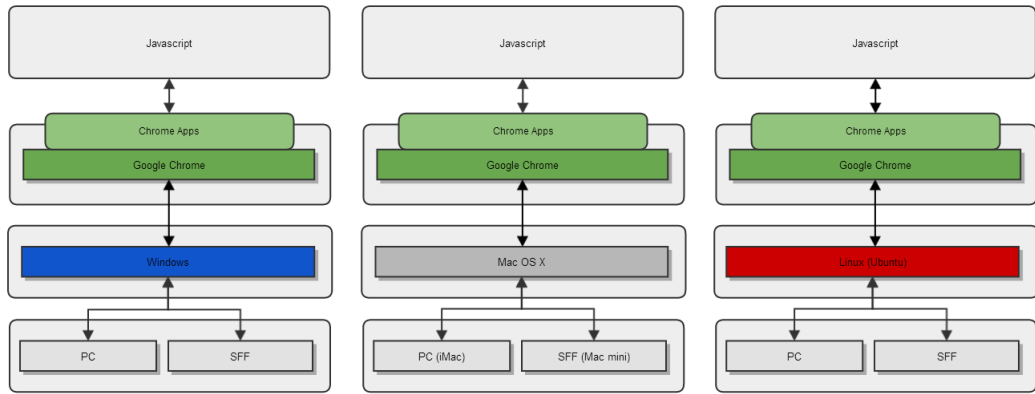 Javascript
Chrome Apps
Google Chrome
Windows
PC
SFF
Javascript
Chrome Apps
Google Chrome
Mac OS X
PC (iMac)
SFF (Mac mini)
Javascript
Chrome Apps
Google Chrome
Linux (Ubuntu)
PC
SFF